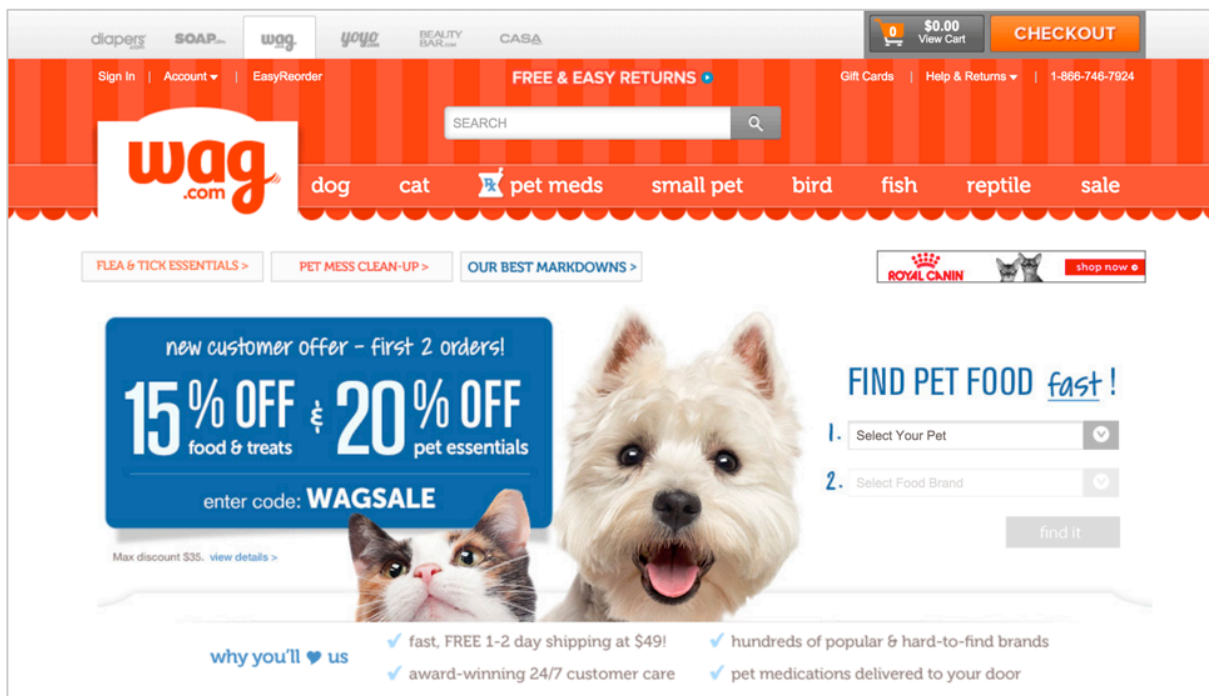 diapers.com SOAP.com wag yoyo.com BEAUTY BAR.com CASA
0 $0.00 View Cart CHECKOUT
Sign In | Account | EasyReorder FREE & EASY RETURNS Gift Cards | Help & Returns | 1-866-746-7924
SEARCH
wag .com
dog cat Rx pet meds small pet bird fish reptile sale
FLEA & TICK ESSENTIALS > PET MESS CLEAN-UP > OUR BEST MARKDOWNS > ROYAL CANIN shop now
new customer offer – first 2 orders!
15% OFF food & treats & 20% OFF pet essentials
enter code: WAGSALE
Max discount $35. view details >
FIND PET FOOD fast!
1. Select Your Pet
2. Select Food Brand
find it
why you'll us
fast, FREE 1-2 day shipping at $49!
award-winning 24/7 customer care
hundreds of popular & hard-to-find brands
pet medications delivered to your door